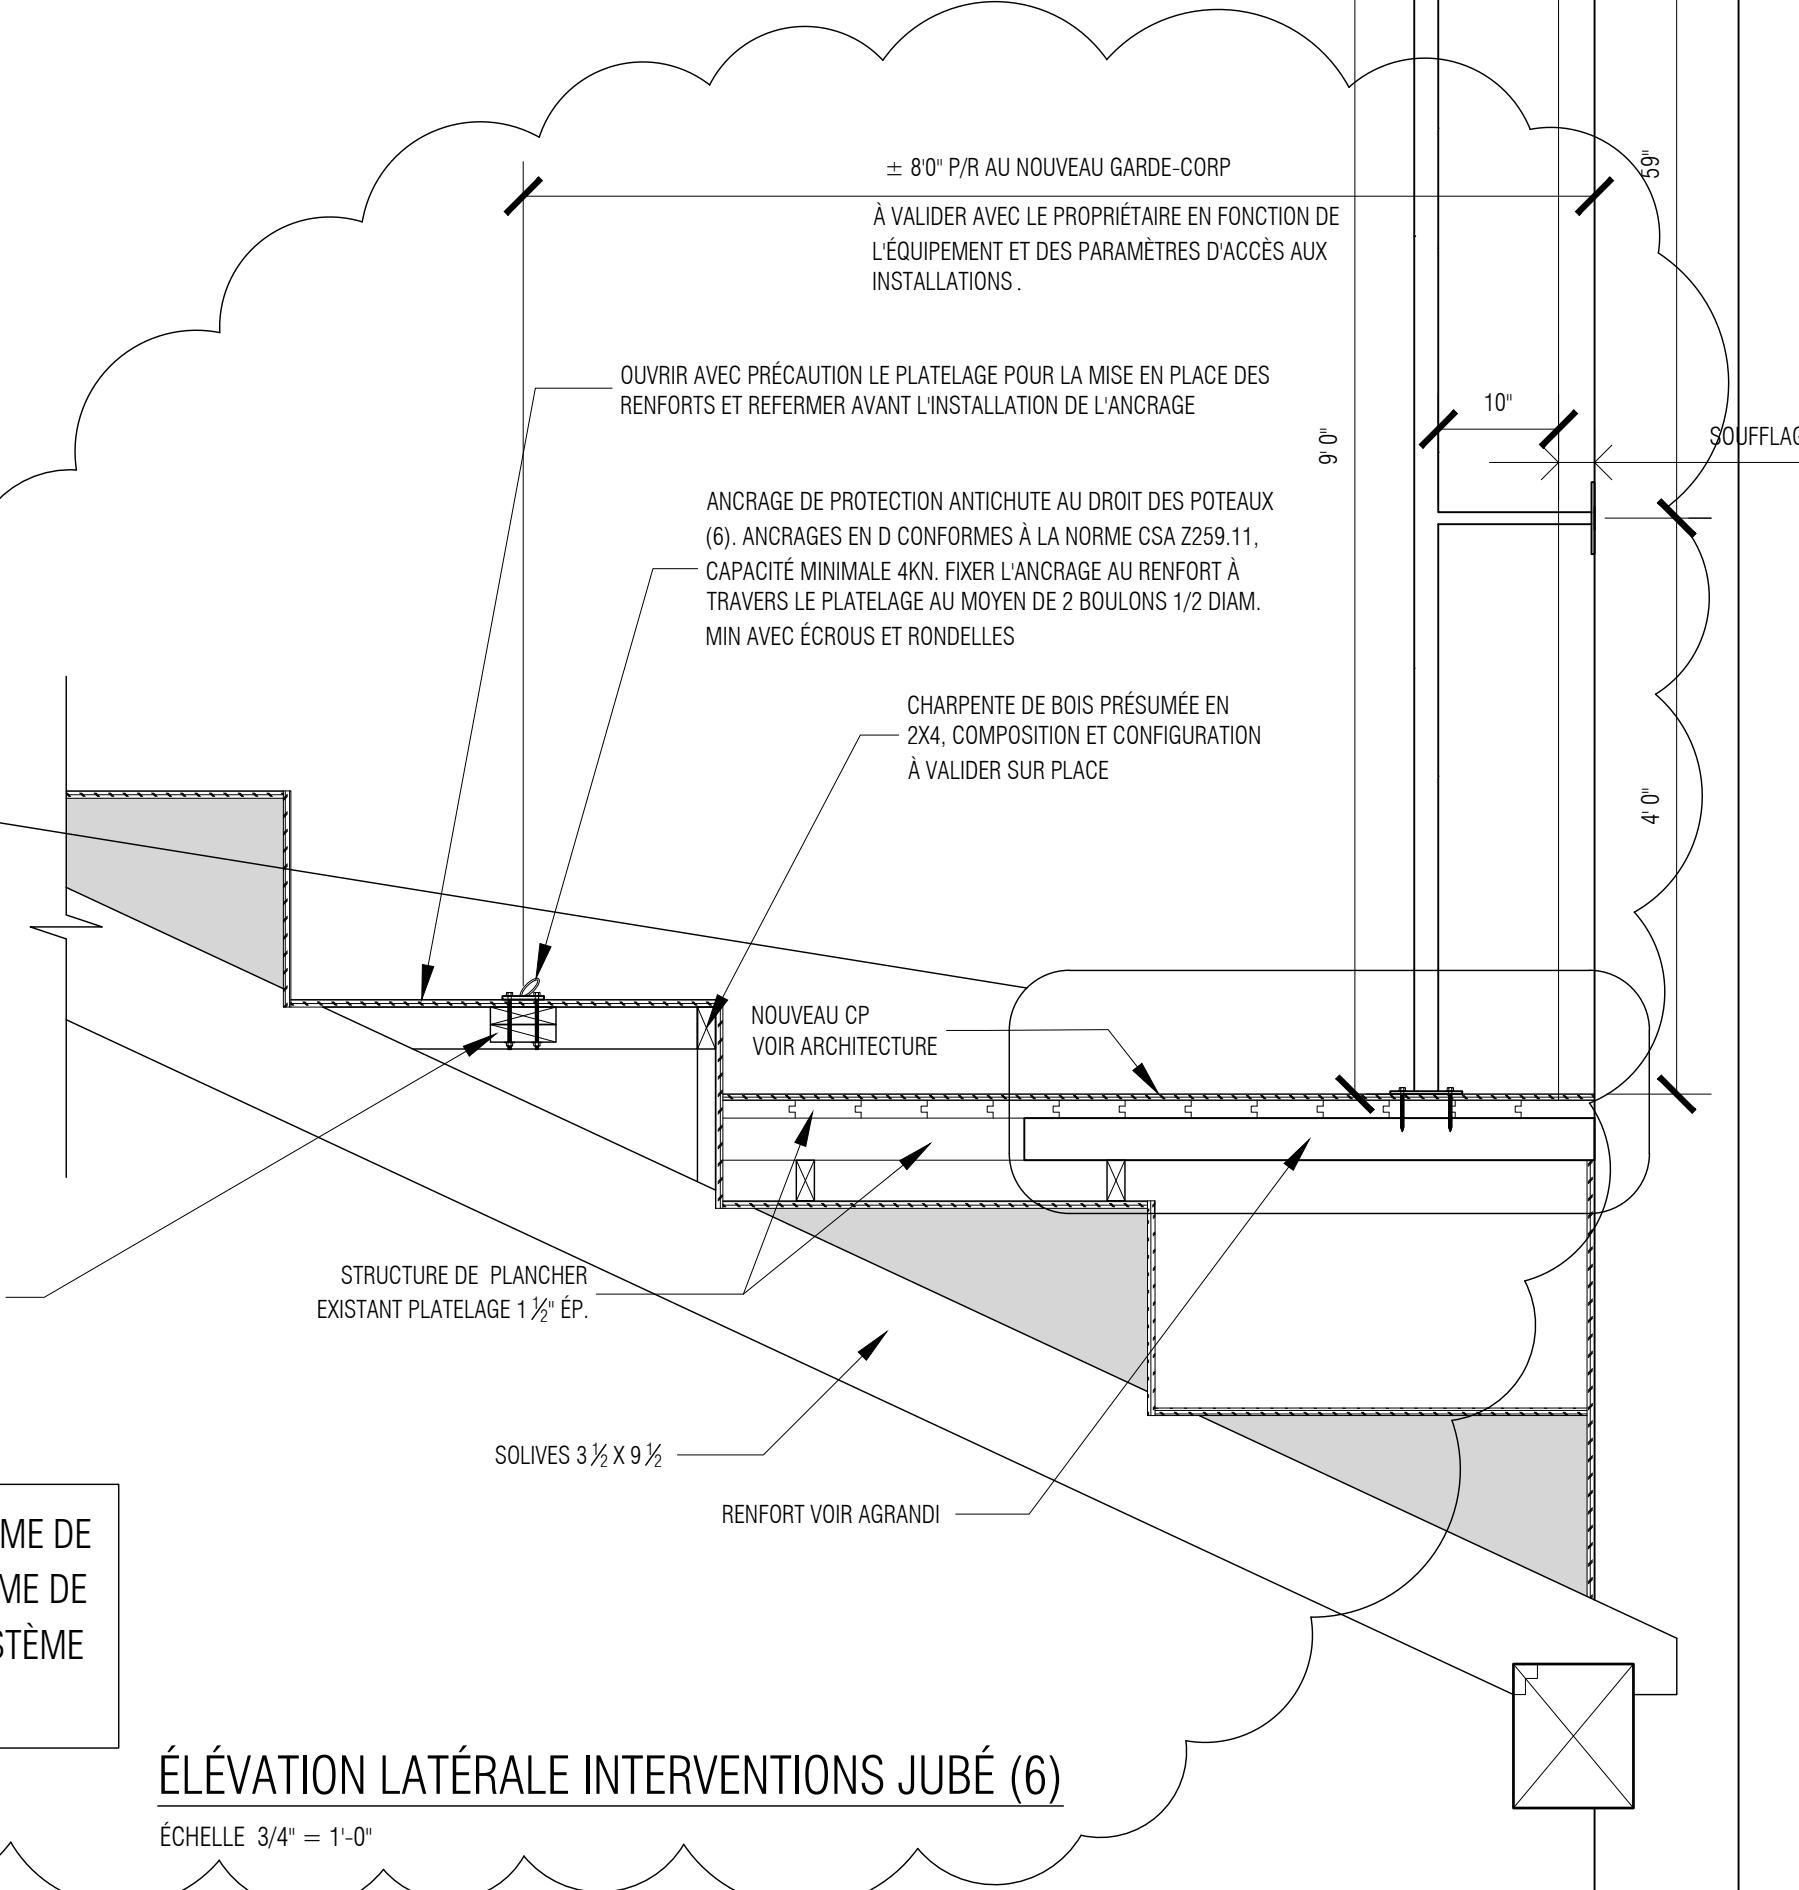 ± 8'0" P/R AU NOUVEAU GARDE-CORP
À VALIDER AVEC LE PROPRIÉTAIRE EN FONCTION DE
L'ÉQUIPEMENT ET DES PARAMÈTRES D'ACCÈS AUX
INSTALLATIONS .
59"
OUVRIR AVEC PRÉCAUTION LE PLATELAGE POUR LA MISE EN PLACE DES
RENFORTS ET REFERMER AVANT L'INSTALLATION DE L'ANCRAGE
10"
9' 0"
SOUFFLAG
ANCRAGE DE PROTECTION ANTICHUTE AU DROIT DES POTEAUX
(6). ANCRAGES EN D CONFORMES À LA NORME CSA Z259.11,
CAPACITÉ MINIMALE 4KN. FIXER L'ANCRAGE AU RENFORT À
TRAVERS LE PLATELAGE AU MOYEN DE 2 BOULONS 1/2 DIAM.
MIN AVEC ÉCROUS ET RONDELLES
CHARPENTE DE BOIS PRÉSUMÉE EN
2X4, COMPOSITION ET CONFIGURATION
À VALIDER SUR PLACE
4' 0"
NOUVEAU CP
VOIR ARCHITECTURE
STRUCTURE DE PLANCHER
EXISTANT PLATELAGE 1 ½" ÉP.
SOLIVES 3 ½ X 9 ½
RENFORT VOIR AGRANDI
ME DE
ME DE
STÈME
ÉLÉVATION LATÉRALE INTERVENTIONS JUBÉ (6)
ÉCHELLE 3/4" = 1'-0"